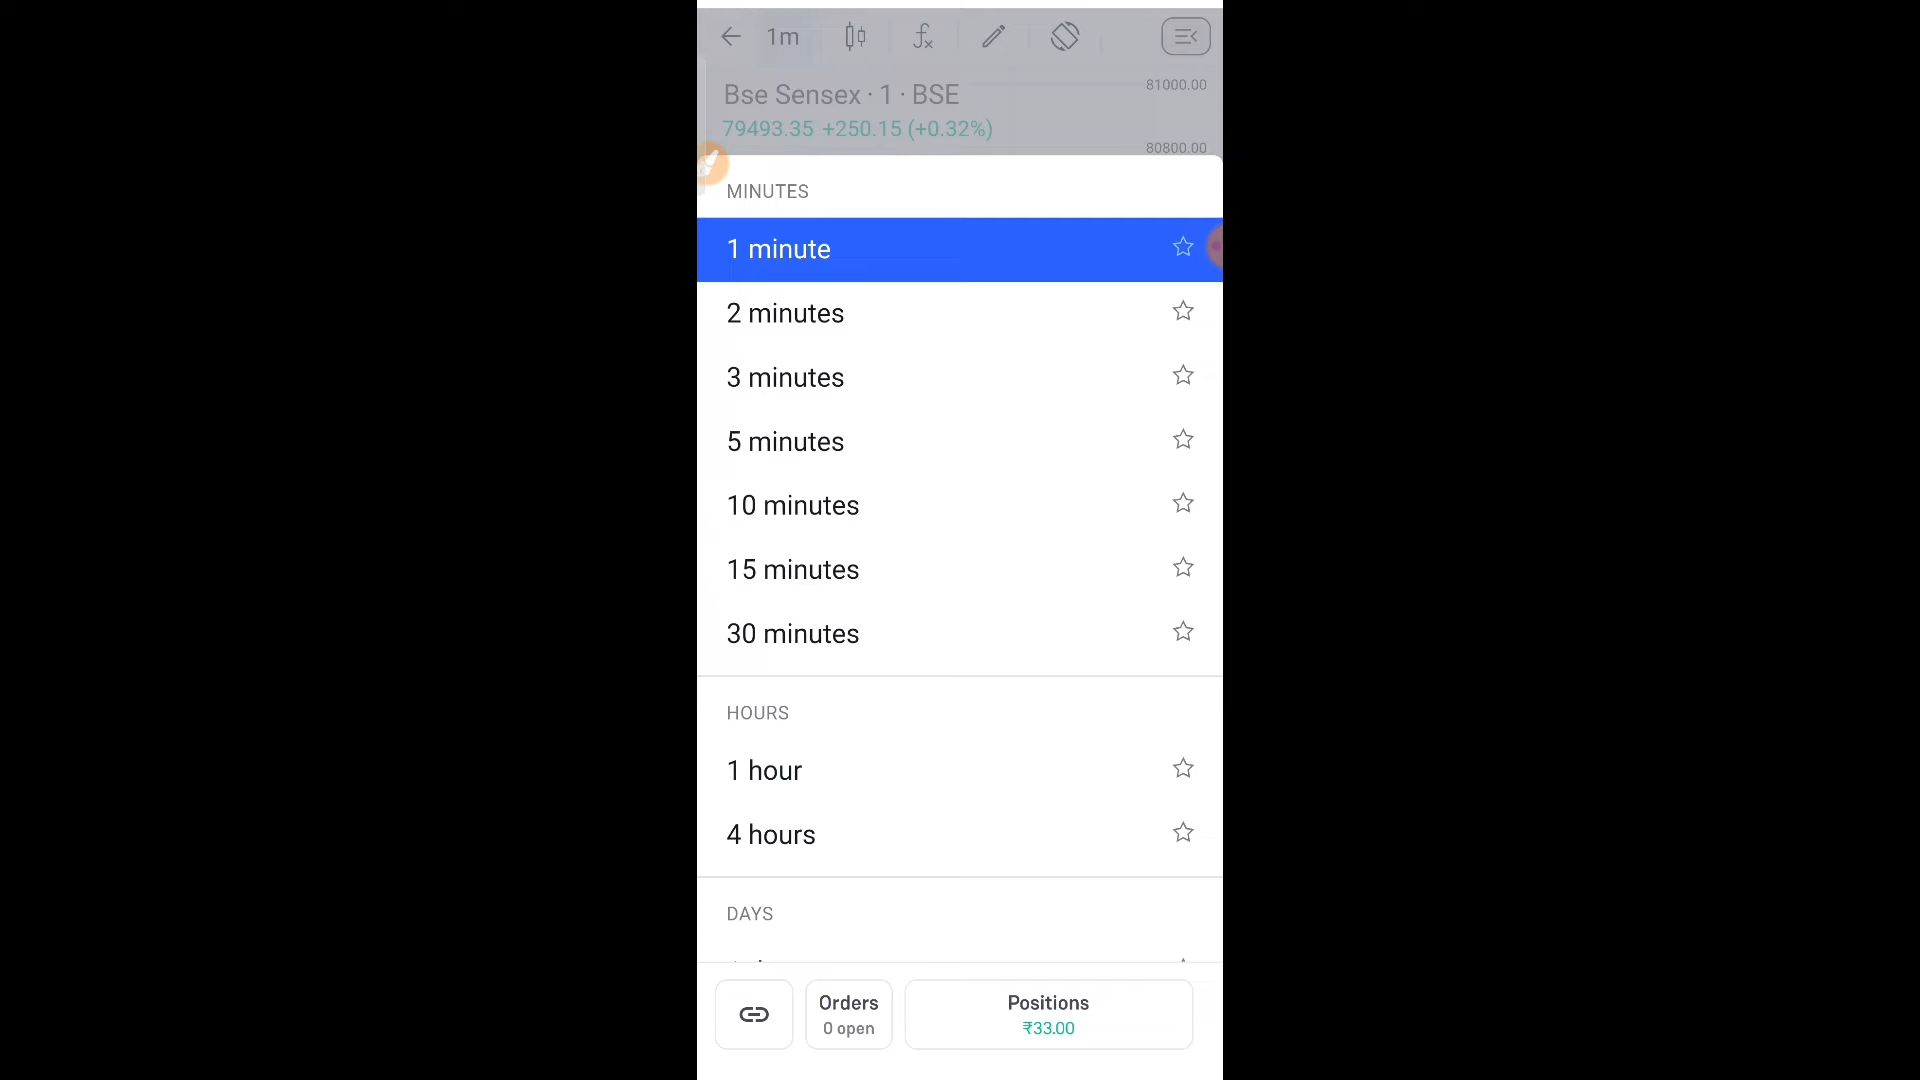 1m
Bse Sensex · 1 · BSE
81000.00
79493.35 +250.15 (+0.32%)
80800.00
MINUTES
1 minute
2 minutes
3 minutes
5 minutes
10 minutes
15 minutes
30 minutes
HOURS
1 hour
4 hours
DAYS
Orders
0 open
Positions
₹33.00